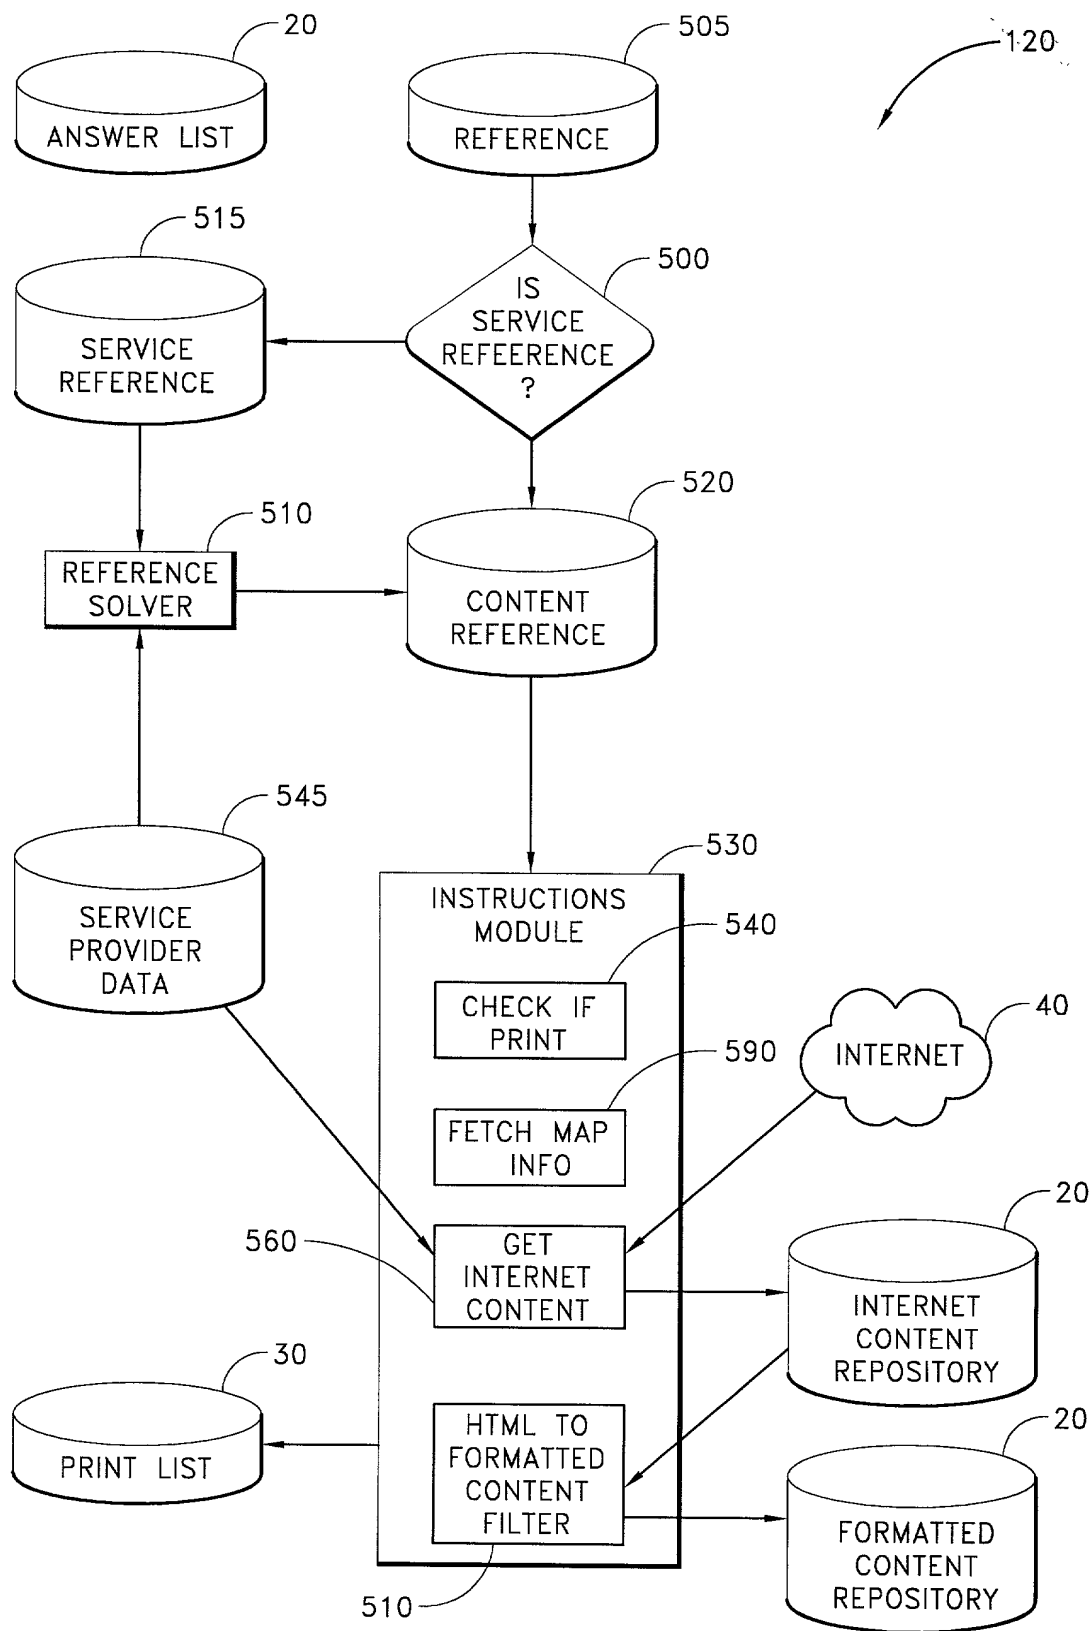 20
505
120
ANSWER LIST
REFERENCE
515
500
IS
SERVICE
REFEERENCE
?
SERVICE
REFERENCE
520
510
REFERENCE
SOLVER
CONTENT
REFERENCE
545
530
INSTRUCTIONS
MODULE
SERVICE
PROVIDER
DATA
540
CHECK IF
PRINT
40
INTERNET
590
FETCH MAP
INFO
20
560
GET
INTERNET
CONTENT
INTERNET
CONTENT
REPOSITORY
30
PRINT LIST
HTML TO
FORMATTED
CONTENT
FILTER
20
FORMATTED
CONTENT
REPOSITORY
510